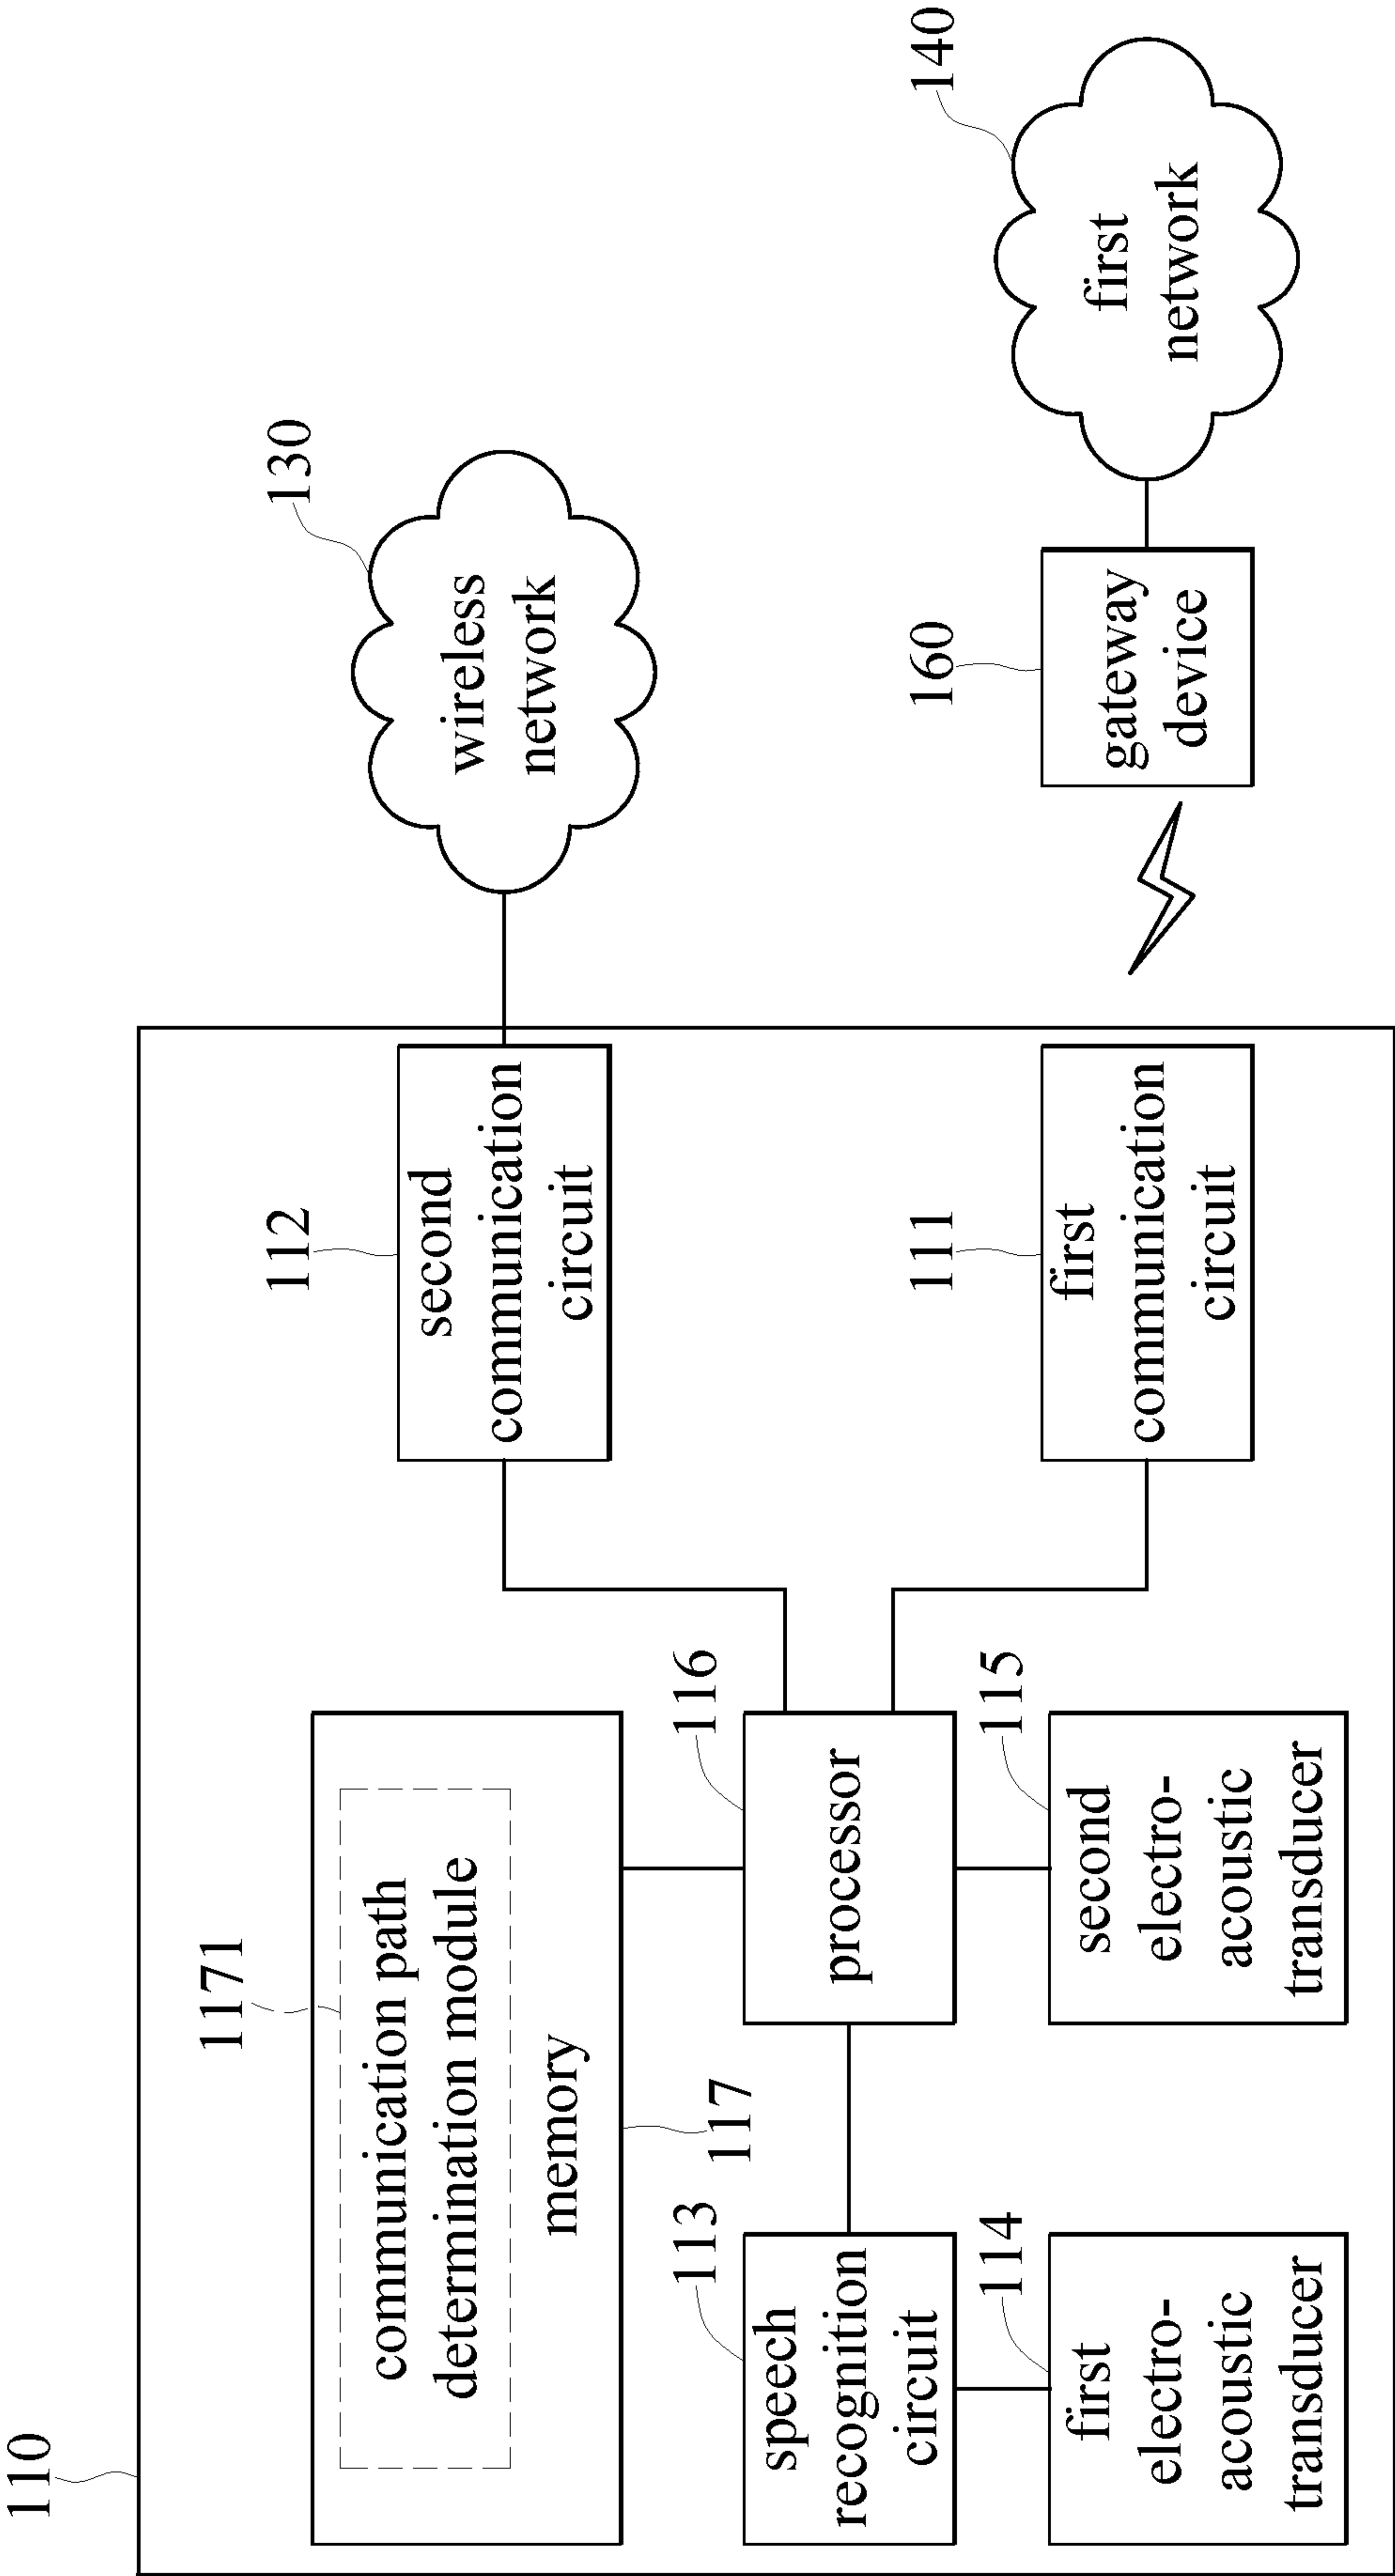 110
1171
communication path
determination module
memory
117
112
second
communication
circuit
130
wireless
network
113
speech
recognition
circuit
116
processor
114
first
electro-
acoustic
transducer
115
second
electro-
acoustic
transducer
111
first
communication
circuit
160
gateway
device
140
first
network